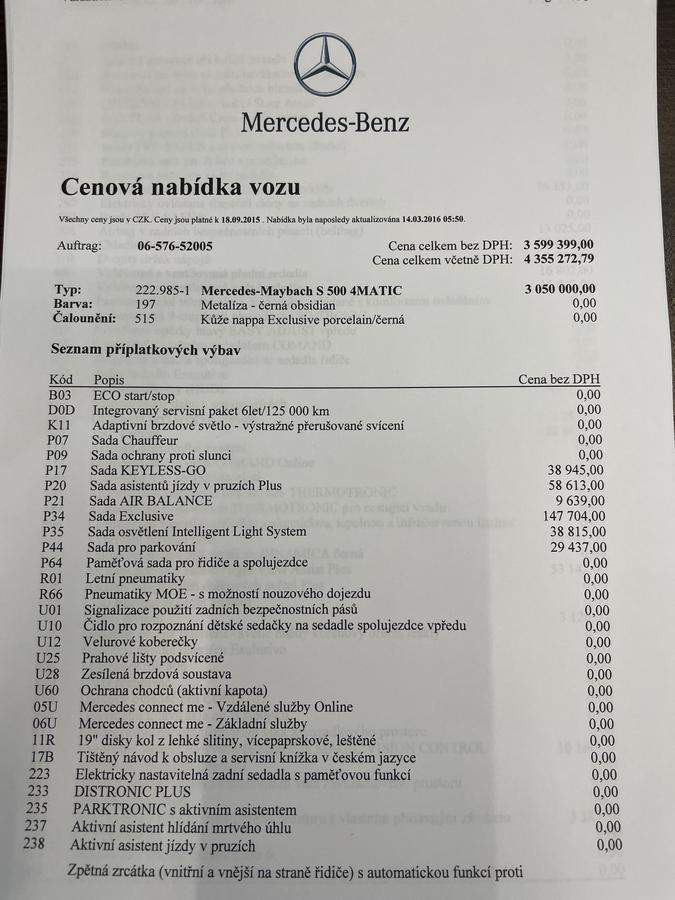 Mercedes-Benz
Cenová nabídka vozu
Všechny ceny jsou v CZK. Ceny jsou platné k 18.09.2015 . Nabídka byla naposledy aktualizována 14.03.2016 05:50.
Auftrag: 06-576-52005 Cena celkem bez DPH: 3 599 399,00
Cena celkem včetně DPH: 4 355 272,79
Typ: 222.985-1 Mercedes-Maybach S 500 4MATIC 3 050 000,00
Barva: 197 Metalíza - černá obsidian 0,00
Čalounění: 515 Kůže nappa Exclusive porcelain/černá 0,00
Seznam příplatkových výbav
Kód Popis Cena bez DPH
B03 ECO start/stop 0,00
D0D Integrovaný servisní paket 6let/125 000 km 0,00
K11 Adaptivní brzdové světlo - výstražné přerušované svícení 0,00
P07 Sada Chauffeur 0,00
P09 Sada ochrany proti slunci 0,00
P17 Sada KEYLESS-GO 38 945,00
P20 Sada asistentů jízdy v pruzích Plus 58 613,00
P21 Sada AIR BALANCE 9 639,00
P34 Sada Exclusive 147 704,00
P35 Sada osvětlení Intelligent Light System 38 815,00
P44 Sada pro parkování 29 437,00
P64 Paměťová sada pro řidiče a spolujezdce 0,00
R01 Letní pneumatiky 0,00
R66 Pneumatiky MOE - s možností nouzového dojezdu 0,00
U01 Signalizace použití zadních bezpečnostních pásů 0,00
U10 Čidlo pro rozpoznání dětské sedačky na sedadle spolujezdce vpředu 0,00
U12 Velurové koberečky 0,00
U25 Prahové lišty podsvícené 0,00
U28 Zesílená brzdová soustava 0,00
U60 Ochrana chodců (aktivní kapota) 0,00
05U Mercedes connect me - Vzdálené služby Online 0,00
06U Mercedes connect me - Základní služby 0,00
11R 19" disky kol z lehké slitiny, vícepaprskové, leštěné 0,00
17B Tištěný návod k obsluze a servisní knížka v českém jazyce 0,00
223 Elektricky nastavitelná zadní sedadla s paměťovou funkcí 0,00
233 DISTRONIC PLUS 0,00
235 PARKTRONIC s aktivním asistentem 0,00
237 Aktivní asistent hlídání mrtvého úhlu 0,00
238 Aktivní asistent jízdy v pruzích 0,00
Zpětná zrcátka (vnitřní a vnější na straně řidiče) s automatickou funkcí proti